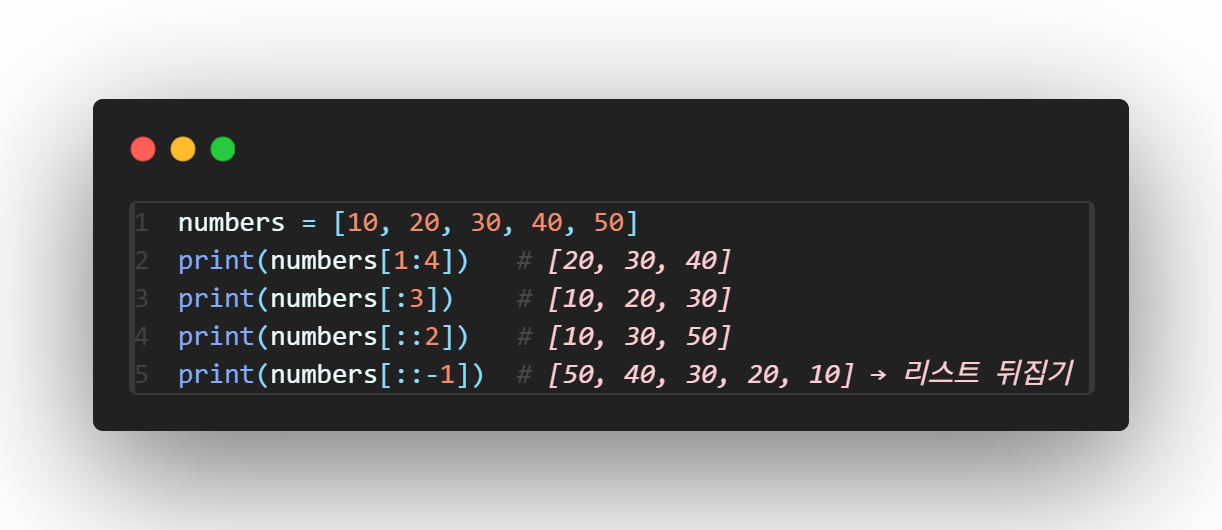 1 numbers = [10, 20, 30, 40, 50]
2 print(numbers[1:4])   # [20, 30, 40]
3 print(numbers[:3])    # [10, 20, 30]
4 print(numbers[::2])   # [10, 30, 50]
5 print(numbers[::-1])  # [50, 40, 30, 20, 10] → 리스트 뒤집기